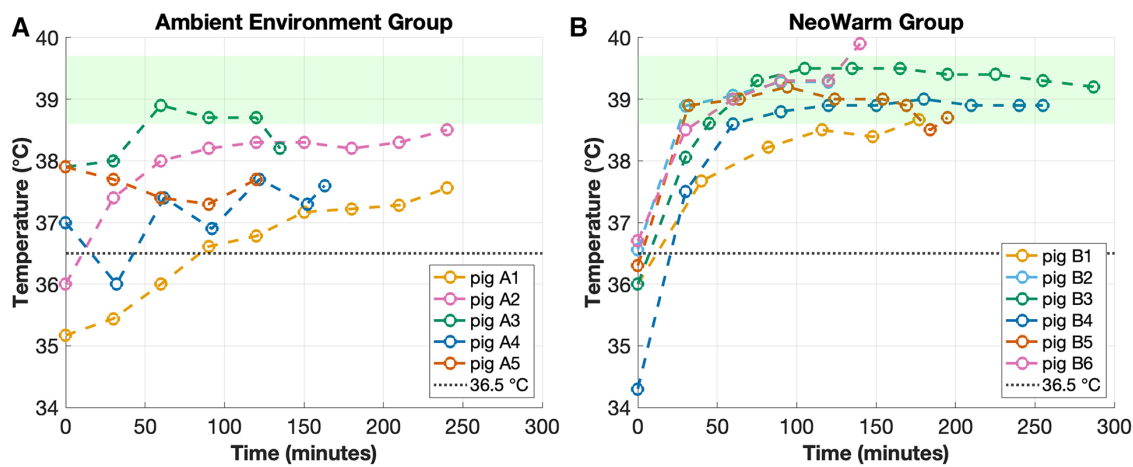 A
Ambient Environment Group
40
39
38
37
36
35
34
Temperature (°C)
0
50
100
150
200
250
300
Time (minutes)
pig A1
pig A2
pig A3
pig A4
pig A5
36.5 °C
B
NeoWarm Group
40
39
38
37
36
35
34
Temperature (°C)
0
50
100
150
200
250
300
Time (minutes)
pig B1
pig B2
pig B3
pig B4
pig B5
pig B6
36.5 °C